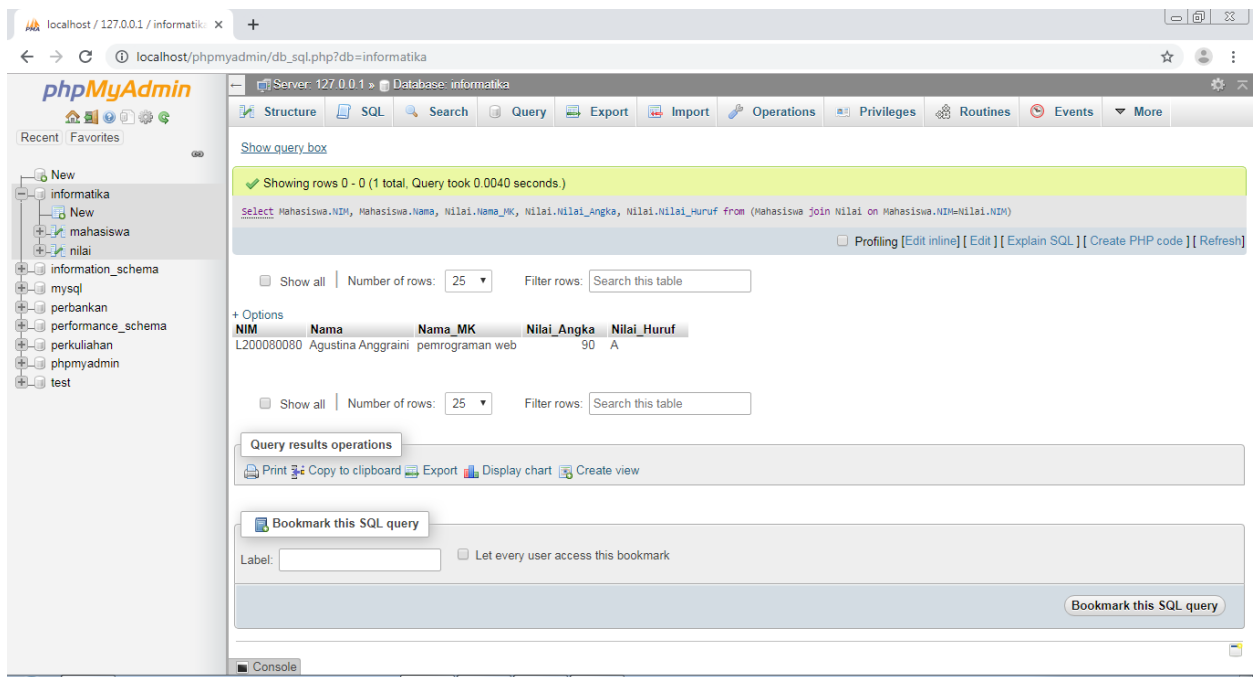 localhost / 127.0.0.1 / informatik
localhost/phpmyadmin/db_sql.php?db=informatika
phpMyAdmin
Recent Favorites
New
informatika
New
mahasiswa
nilai
information_schema
mysql
perbankan
performance_schema
perkuliahan
phpmyadmin
test
Server: 127.0.0.1 » Database: informatika
Structure SQL Search Query Export Import Operations Privileges Routines Events More
Show query box
Showing rows 0 - 0 (1 total, Query took 0.0040 seconds.)
Select Mahasiswa.NIM, Mahasiswa.Nama, Nilai.Nama_MK, Nilai.Nilai_Angka, Nilai.Nilai_Huruf from (Mahasiswa join Nilai on Mahasiswa.NIM=Nilai.NIM)
Profiling [Edit inline] [ Edit ] [ Explain SQL ] [ Create PHP code ] [ Refresh]
Show all Number of rows: 25 Filter rows: Search this table
+ Options
NIM Nama Nama_MK Nilai_Angka Nilai_Huruf
L200080080 Agustina Anggraini pemrograman web 90 A
Show all Number of rows: 25 Filter rows: Search this table
Query results operations
Print Copy to clipboard Export Display chart Create view
Bookmark this SQL query
Label: Let every user access this bookmark
Bookmark this SQL query
Console